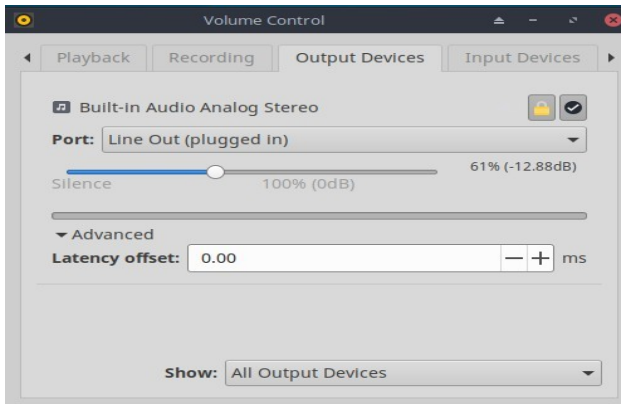 Volume Control
Playback Recording Output Devices Input Devices
Built-in Audio Analog Stereo
Port: Line Out (plugged in)
61% (-12.88dB)
Silence 100% (0dB)
Advanced
Latency offset: 0.00 ms
Show: All Output Devices